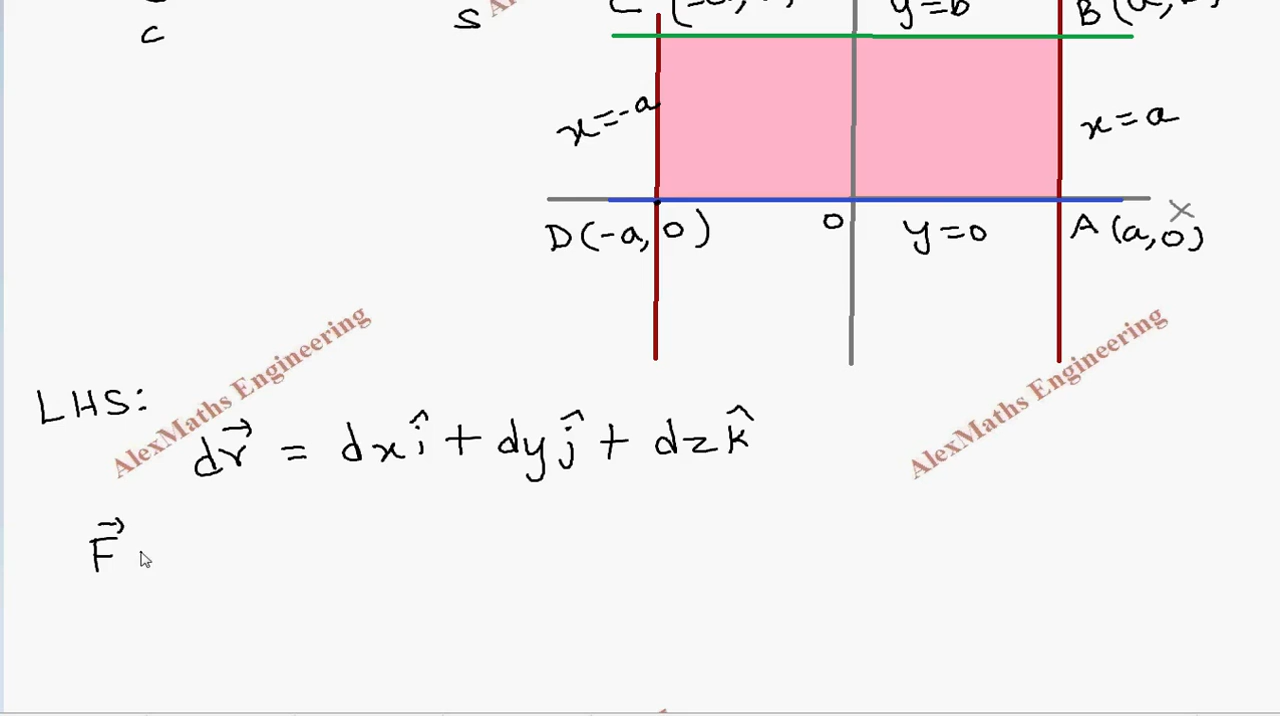 y=b
c
S
x=-a
x=a
D(-a, 0)
0
y=0
A (a,0)
X
AlexMaths Engineering
AlexMaths Engineering
LHS:
dr⃗ = dx î + dy ĵ + dz k̂
F⃗